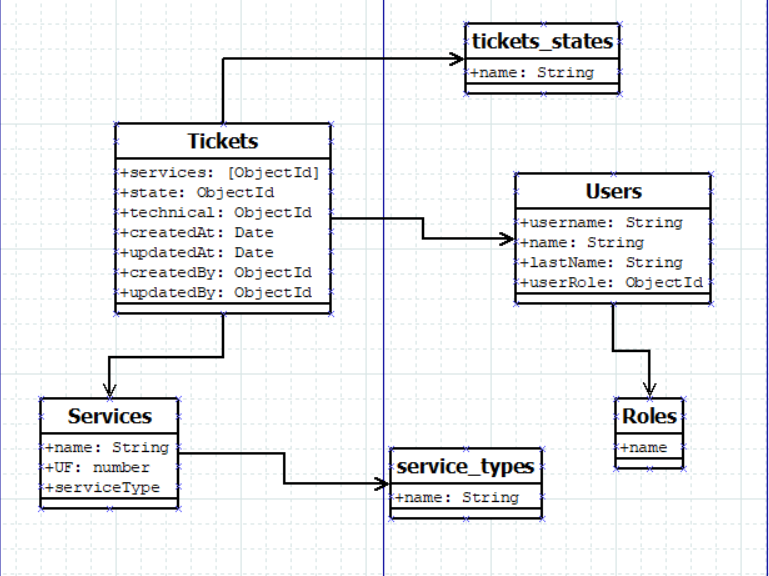 tickets_states
+name: String
Tickets
+services: [ObjectId]
+state: ObjectId
+technical: ObjectId
+createdAt: Date
+updatedAt: Date
+createdBy: ObjectId
+updatedBy: ObjectId
Users
+username: String
+name: String
+lastName: String
+userRole: ObjectId
Services
+name: String
+UF: number
+serviceType
service_types
+name: String
Roles
+name